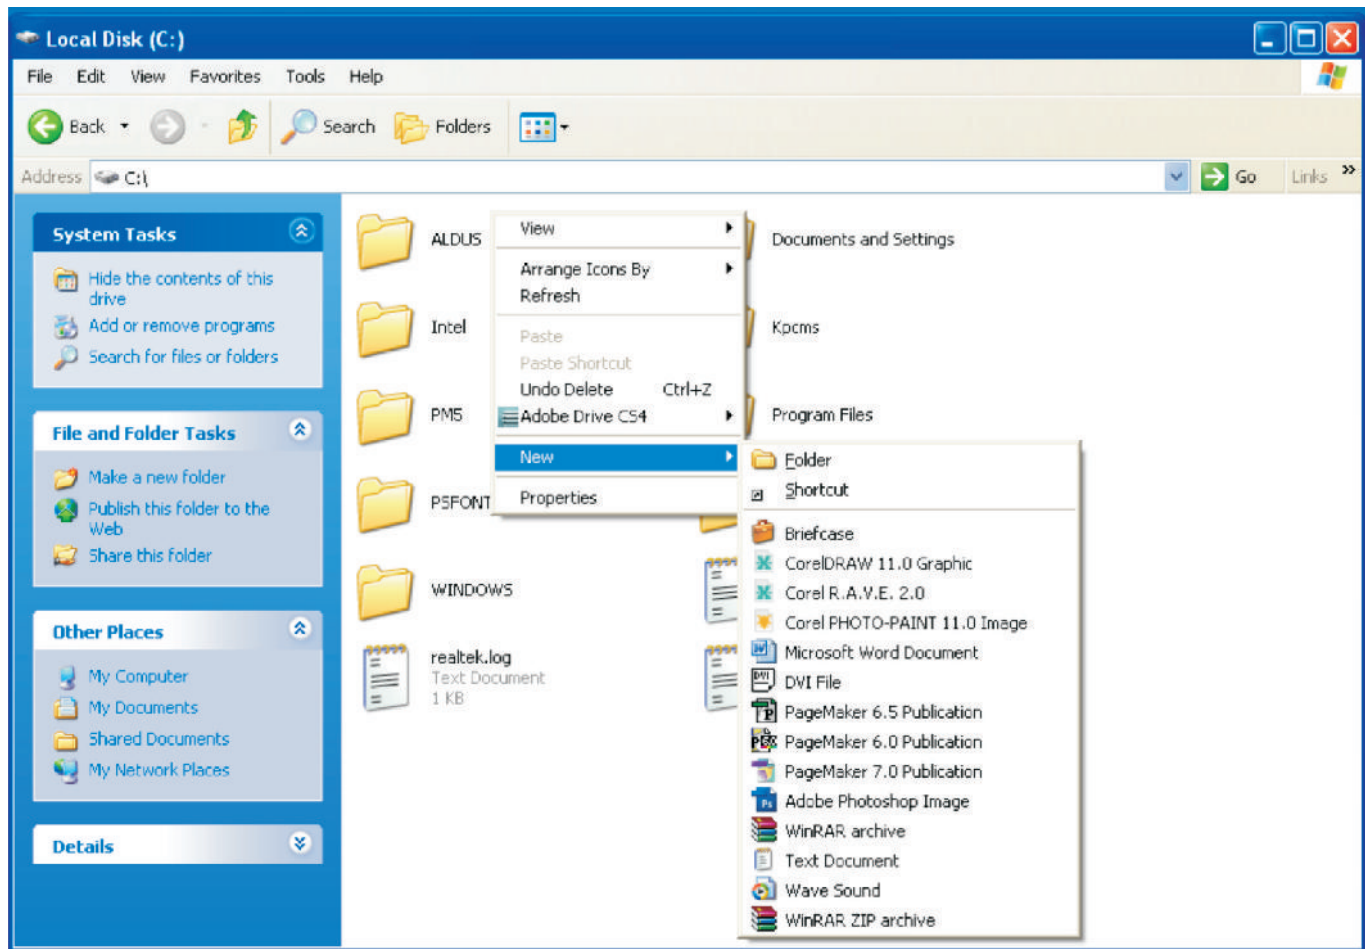 Local Disk (C:)
File Edit View Favorites Tools Help
Back Search Folders
Address C:\ Go Links »
System Tasks
Hide the contents of this
drive
Add or remove programs
Search for files or folders
File and Folder Tasks
Make a new folder
Publish this folder to the
Web
Share this folder
Other Places
My Computer
My Documents
Shared Documents
My Network Places
Details
ALDUS
Documents and Settings
Intel
Kpcms
PM5
Program Files
PSFONT
WINDOWS
realtek.log
Text Document
1 KB
View
Arrange Icons By
Refresh
Paste
Paste Shortcut
Undo Delete Ctrl+Z
Adobe Drive CS4
New
Properties
Folder
Shortcut
Briefcase
CorelDRAW 11.0 Graphic
Corel R.A.V.E. 2.0
Corel PHOTO-PAINT 11.0 Image
Microsoft Word Document
DVI File
PageMaker 6.5 Publication
PageMaker 6.0 Publication
PageMaker 7.0 Publication
Adobe Photoshop Image
WinRAR archive
Text Document
Wave Sound
WinRAR ZIP archive